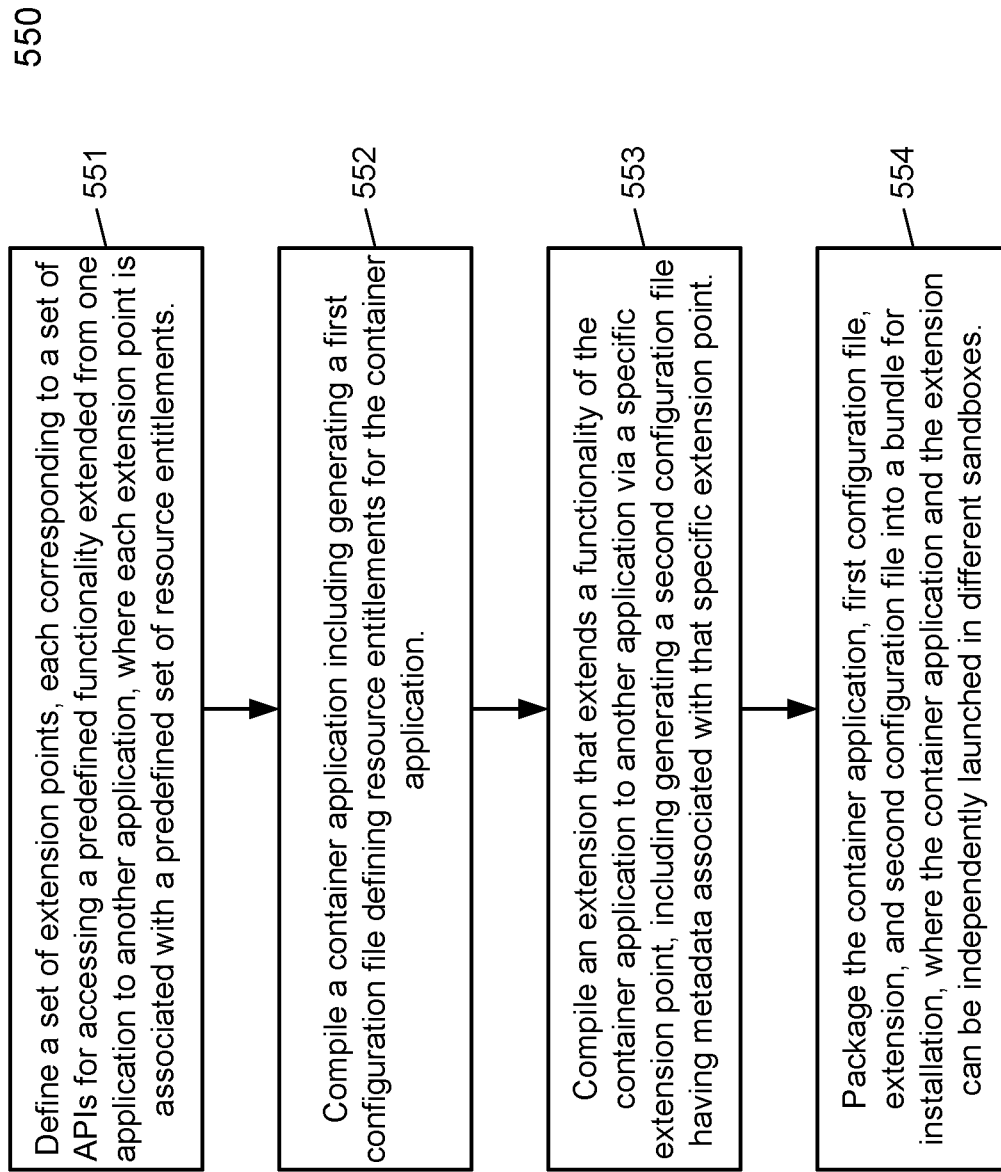 550
Define a set of extension points, each corresponding to a set of
APIs for accessing a predefined functionality extended from one
application to another application, where each extension point is
associated with a predefined set of resource entitlements.
551
Compile a container application including generating a first
configuration file defining resource entitlements for the container
application.
552
Compile an extension that extends a functionality of the
container application to another application via a specific
extension point, including generating a second configuration file
having metadata associated with that specific extension point.
553
Package the container application, first configuration file,
extension, and second configuration file into a bundle for
installation, where the container application and the extension
can be independently launched in different sandboxes.
554